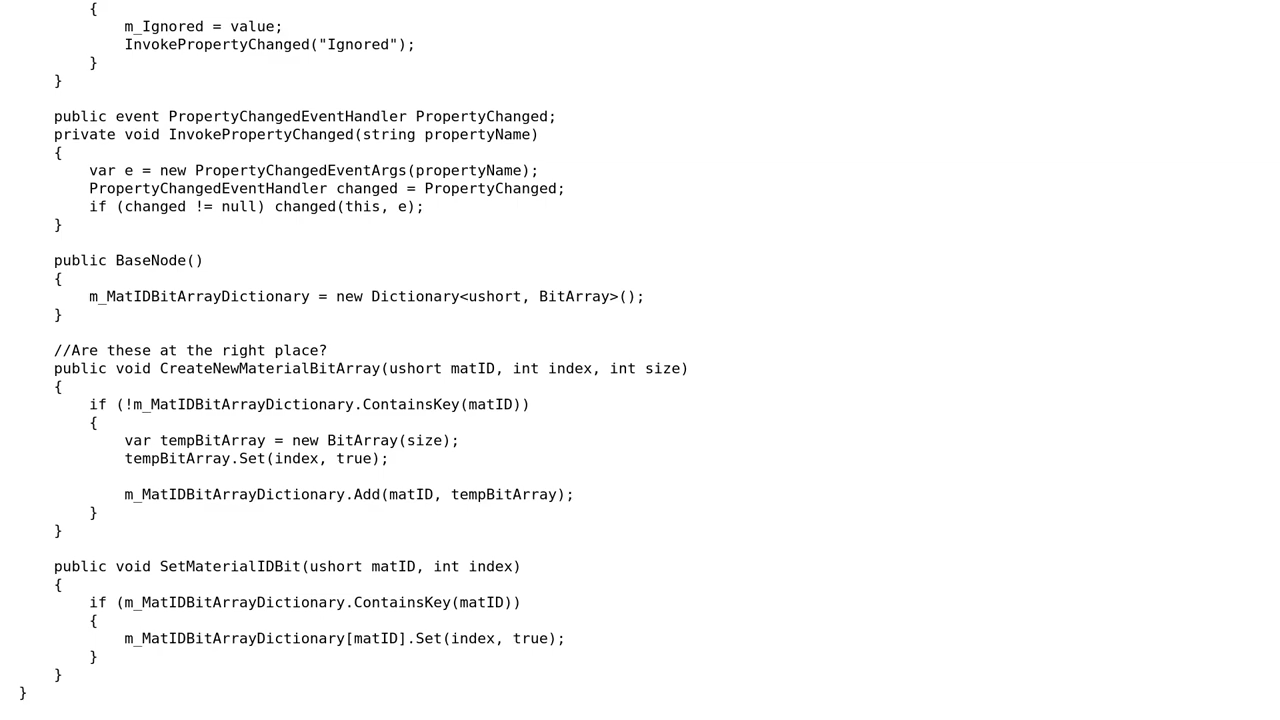 {
            m_Ignored = value;
            InvokePropertyChanged("Ignored");
        }
    }

    public event PropertyChangedEventHandler PropertyChanged;
    private void InvokePropertyChanged(string propertyName)
    {
        var e = new PropertyChangedEventArgs(propertyName);
        PropertyChangedEventHandler changed = PropertyChanged;
        if (changed != null) changed(this, e);
    }

    public BaseNode()
    {
        m_MatIDBitArrayDictionary = new Dictionary<ushort, BitArray>();
    }

    //Are these at the right place?
    public void CreateNewMaterialBitArray(ushort matID, int index, int size)
    {
        if (!m_MatIDBitArrayDictionary.ContainsKey(matID))
        {
            var tempBitArray = new BitArray(size);
            tempBitArray.Set(index, true);

            m_MatIDBitArrayDictionary.Add(matID, tempBitArray);
        }
    }

    public void SetMaterialIDBit(ushort matID, int index)
    {
        if (m_MatIDBitArrayDictionary.ContainsKey(matID))
        {
            m_MatIDBitArrayDictionary[matID].Set(index, true);
        }
    }
}